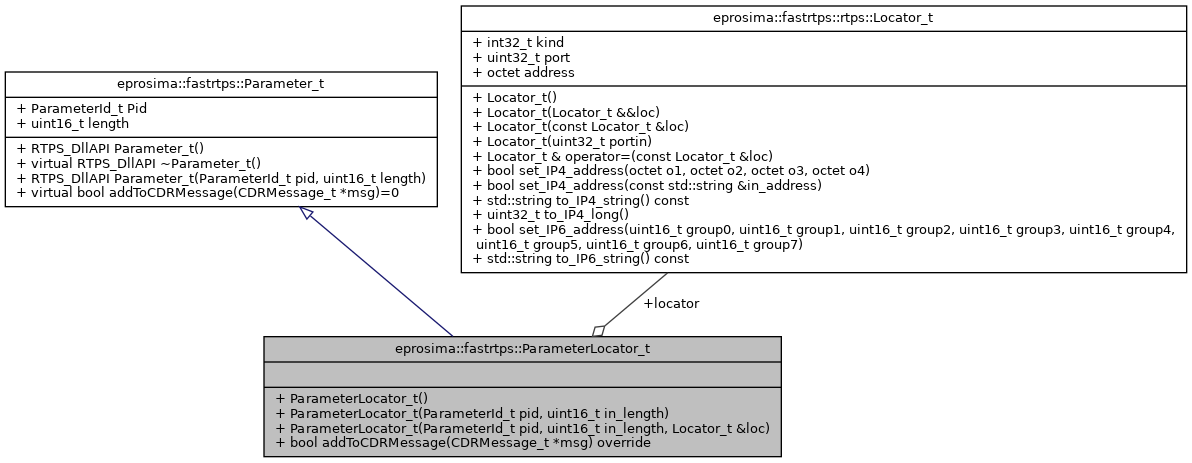 eprosima::fastrtps::rtps::Locator_t
+ int32_t kind
+ uint32_t port
+ octet address
+ Locator_t()
+ Locator_t(Locator_t &&loc)
+ Locator_t(const Locator_t &loc)
+ Locator_t(uint32_t portin)
+ Locator_t & operator=(const Locator_t &loc)
+ bool set_IP4_address(octet o1, octet o2, octet o3, octet o4)
+ bool set_IP4_address(const std::string &in_address)
+ std::string to_IP4_string() const
+ uint32_t to_IP4_long()
+ bool set_IP6_address(uint16_t group0, uint16_t group1, uint16_t group2, uint16_t group3, uint16_t group4,
uint16_t group5, uint16_t group6, uint16_t group7)
+ std::string to_IP6_string() const
eprosima::fastrtps::Parameter_t
+ ParameterId_t Pid
+ uint16_t length
+ RTPS_DllAPI Parameter_t()
+ virtual RTPS_DllAPI ~Parameter_t()
+ RTPS_DllAPI Parameter_t(ParameterId_t pid, uint16_t length)
+ virtual bool addToCDRMessage(CDRMessage_t *msg)=0
+locator
eprosima::fastrtps::ParameterLocator_t
+ ParameterLocator_t()
+ ParameterLocator_t(ParameterId_t pid, uint16_t in_length)
+ ParameterLocator_t(ParameterId_t pid, uint16_t in_length, Locator_t &loc)
+ bool addToCDRMessage(CDRMessage_t *msg) override